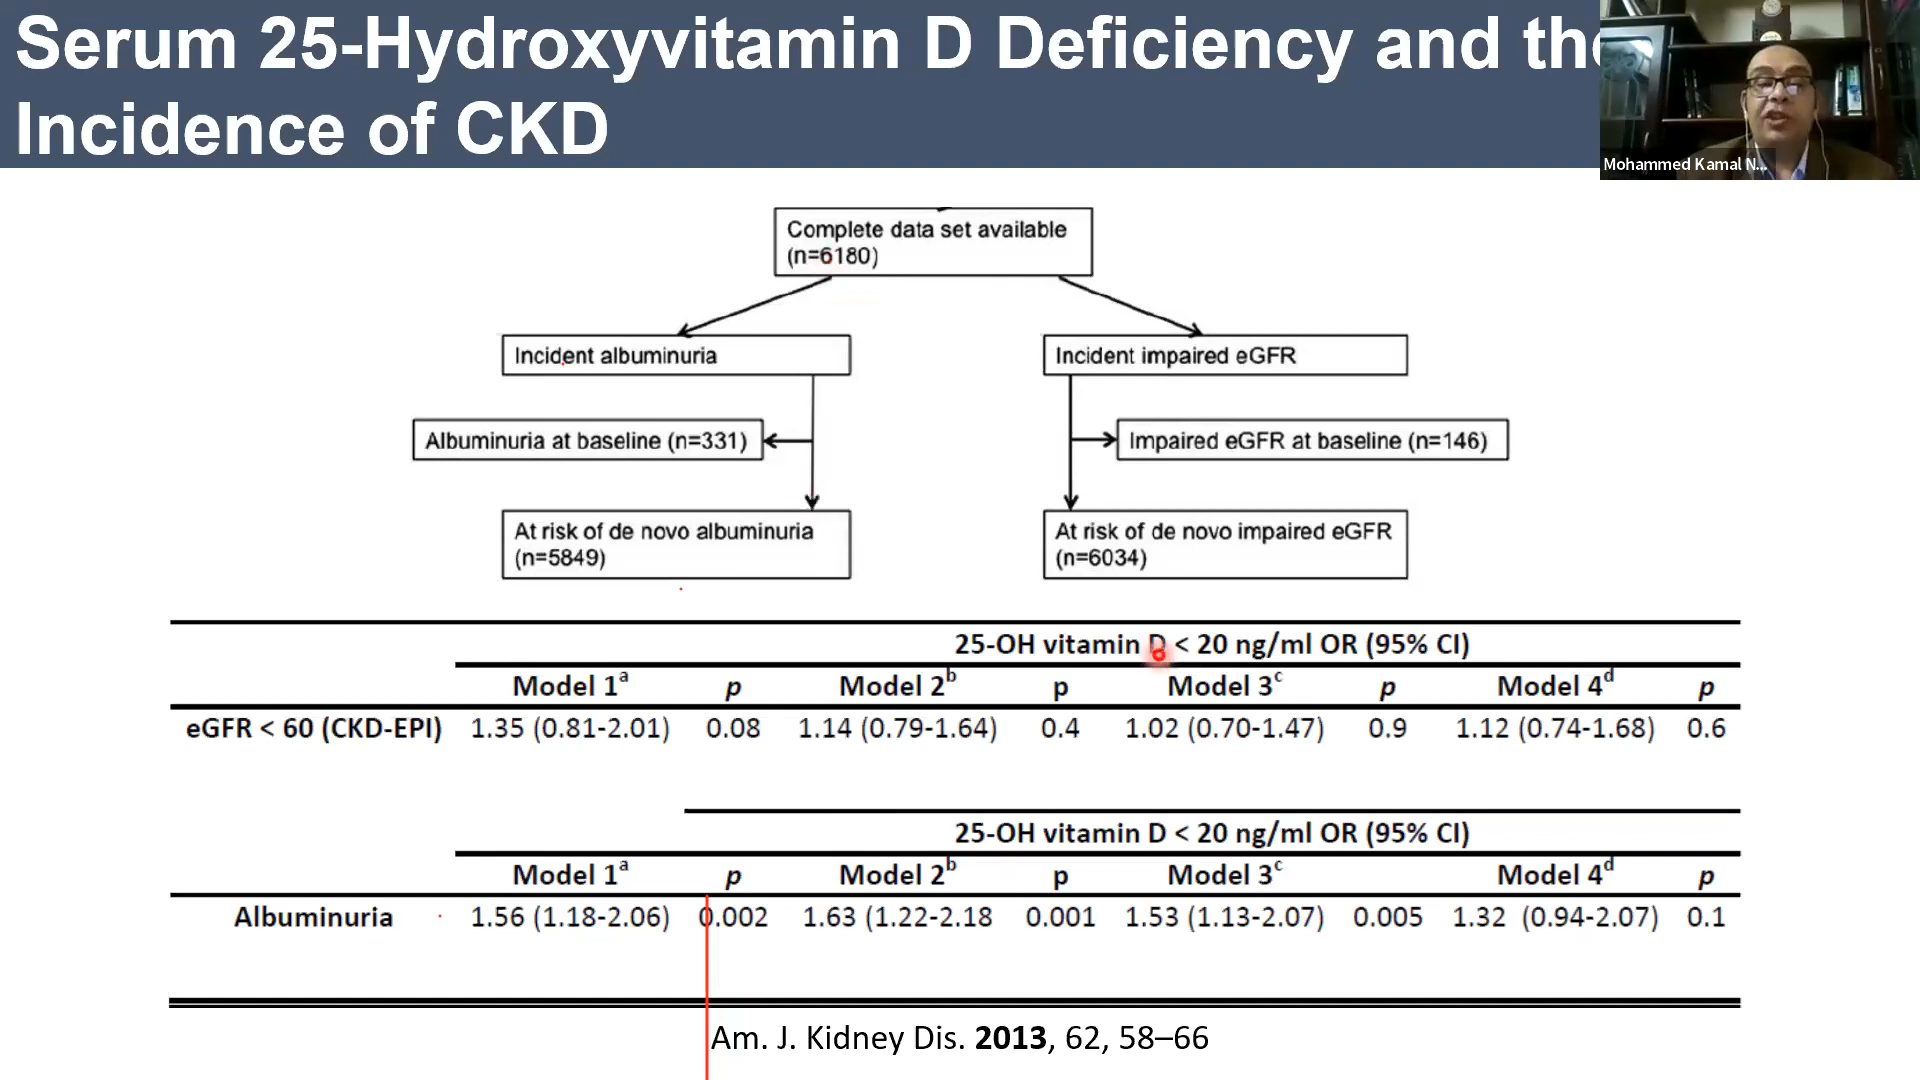 Serum 25-Hydroxyvitamin D Deficiency and the
Incidence of CKD
Mohammed Kamal N...
Complete data set available
(n=6180)
Incident albuminuria
Incident impaired eGFR
Albuminuria at baseline (n=331)
Impaired eGFR at baseline (n=146)
At risk of de novo albuminuria
(n=5849)
At risk of de novo impaired eGFR
(n=6034)
25-OH vitamin D < 20 ng/ml OR (95% CI)
Model 1a p Model 2b p Model 3c p Model 4d p
eGFR < 60 (CKD-EPI) 1.35 (0.81-2.01) 0.08 1.14 (0.79-1.64) 0.4 1.02 (0.70-1.47) 0.9 1.12 (0.74-1.68) 0.6
25-OH vitamin D < 20 ng/ml OR (95% CI)
Model 1a p Model 2b p Model 3c Model 4d p
Albuminuria 1.56 (1.18-2.06) 0.002 1.63 (1.22-2.18 0.001 1.53 (1.13-2.07) 0.005 1.32 (0.94-2.07) 0.1
Am. J. Kidney Dis. 2013, 62, 58–66